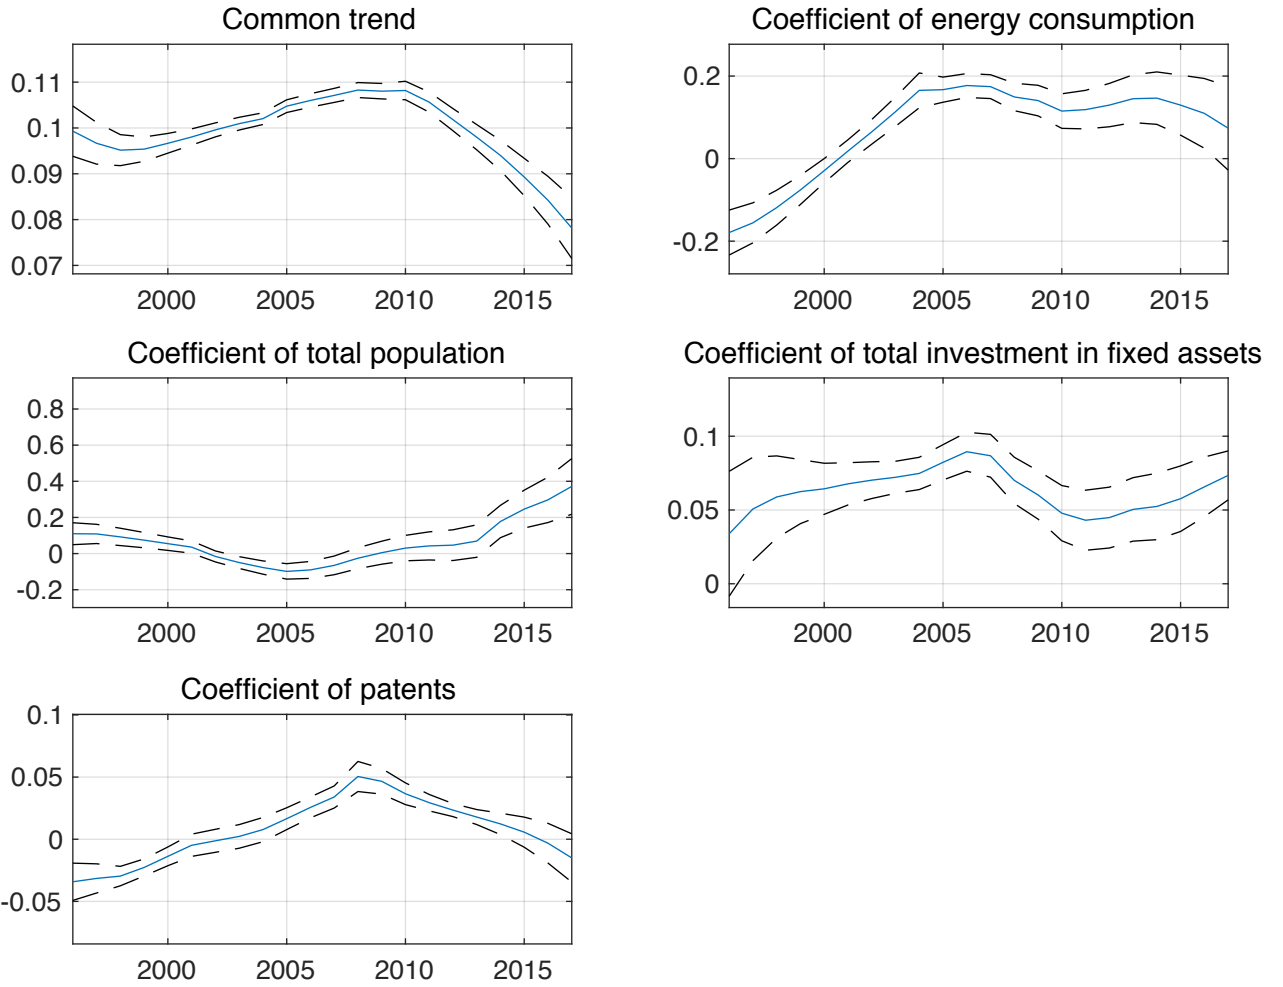 Common trend
0.11
0.1
0.09
0.08
0.07
2000 2005 2010 2015
Coefficient of energy consumption
0.2
0
-0.2
2000 2005 2010 2015
Coefficient of total population
0.8
0.6
0.4
0.2
0
-0.2
2000 2005 2010 2015
Coefficient of total investment in fixed assets
0.1
0.05
0
2000 2005 2010 2015
Coefficient of patents
0.1
0.05
0
-0.05
2000 2005 2010 2015